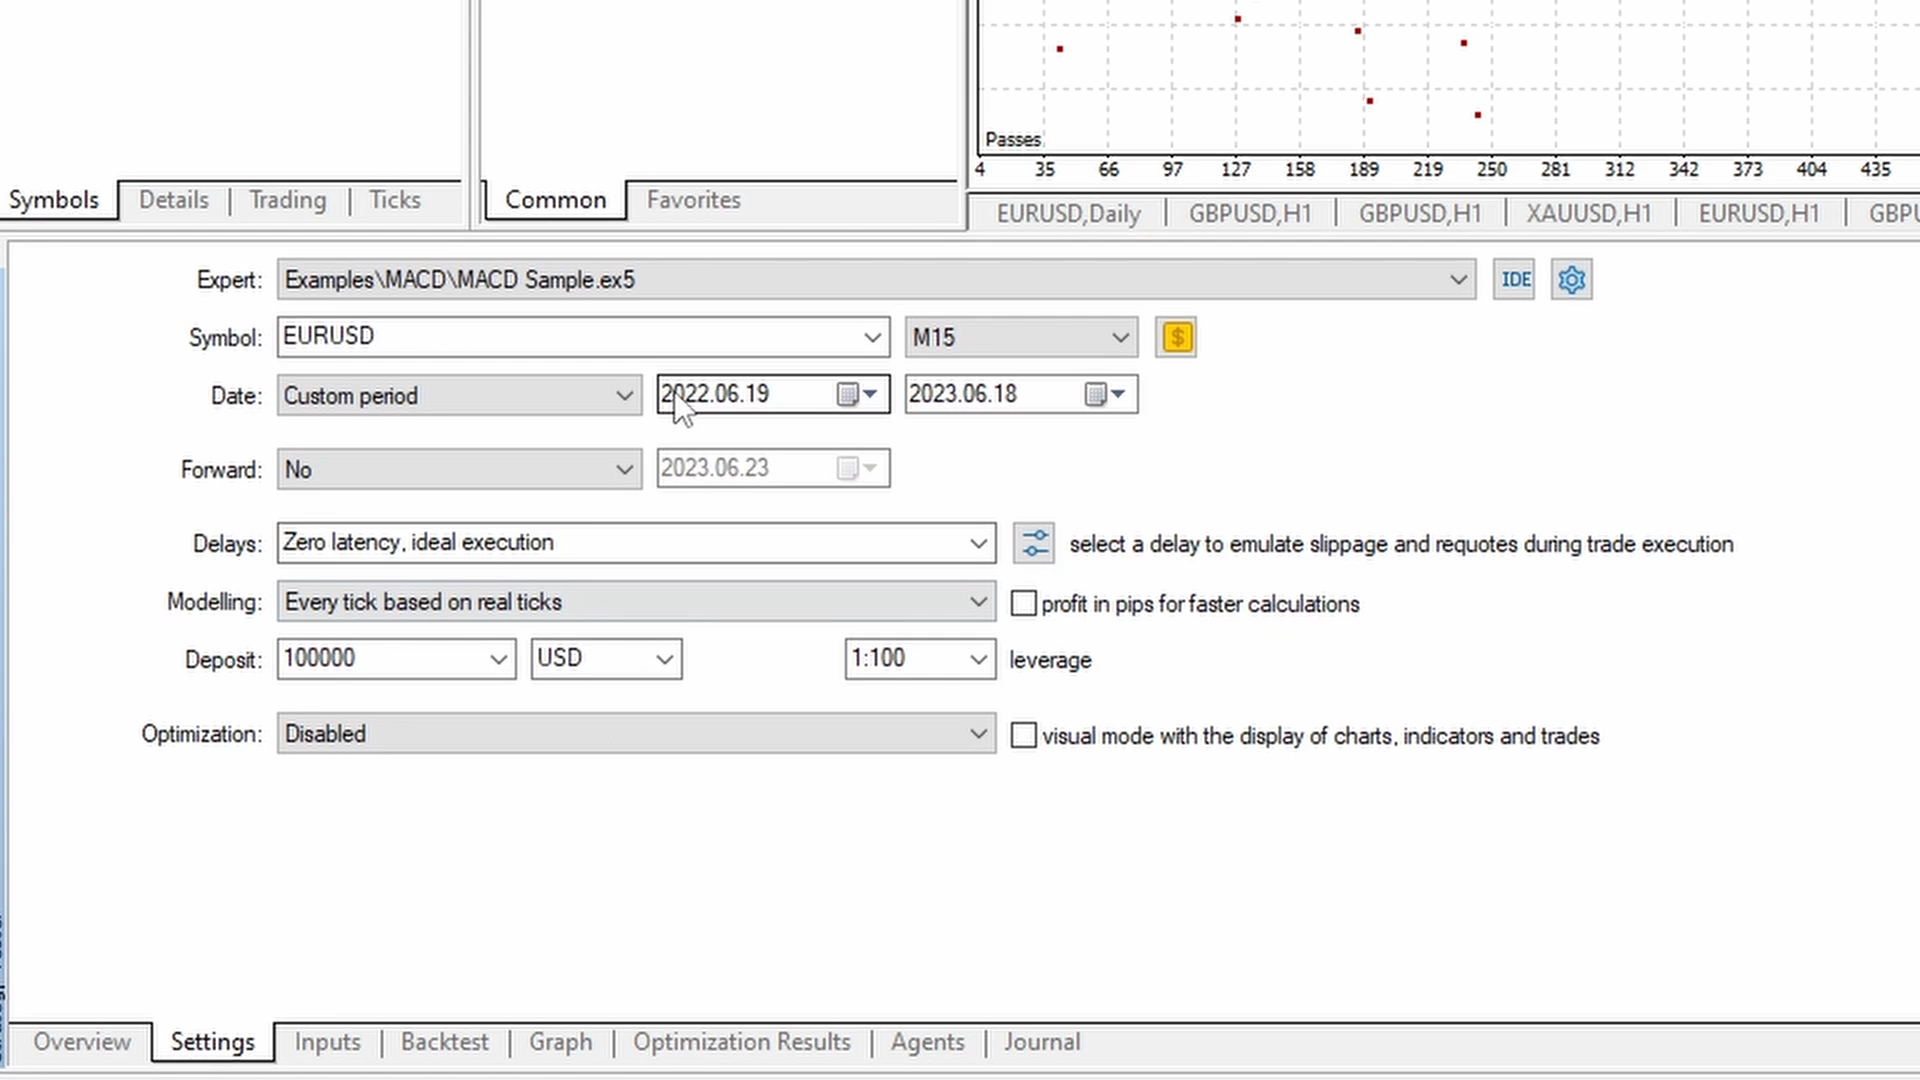 Passes
4 35 66 97 127 158 189 219 250 281 312 342 373 404 435
Symbols | Details | Trading | Ticks
Common | Favorites
EURUSD,Daily | GBPUSD,H1 | GBPUSD,H1 | XAUUSD,H1 | EURUSD,H1 | GBPU
Expert: Examples\MACD\MACD Sample.ex5 IDE
Symbol: EURUSD M15 $
Date: Custom period 2022.06.19 2023.06.18
Forward: No 2023.06.23
Delays: Zero latency, ideal execution select a delay to emulate slippage and requotes during trade execution
Modelling: Every tick based on real ticks profit in pips for faster calculations
Deposit: 100000 USD 1:100 leverage
Optimization: Disabled visual mode with the display of charts, indicators and trades
Overview | Settings | Inputs | Backtest | Graph | Optimization Results | Agents | Journal